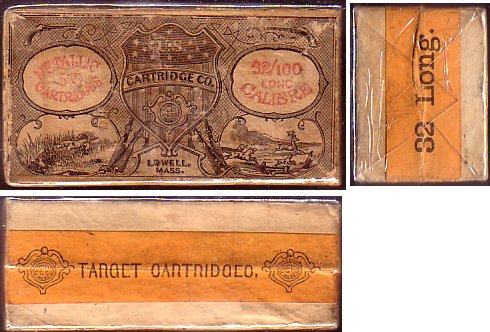 U.S.
CARTRIDGE CO.
METALLIC
50
CARTRIDGES
32/100
LONG
CALIBRE
LOWELL,
MASS.
32 Long.
TARGET CARTRIDGES,